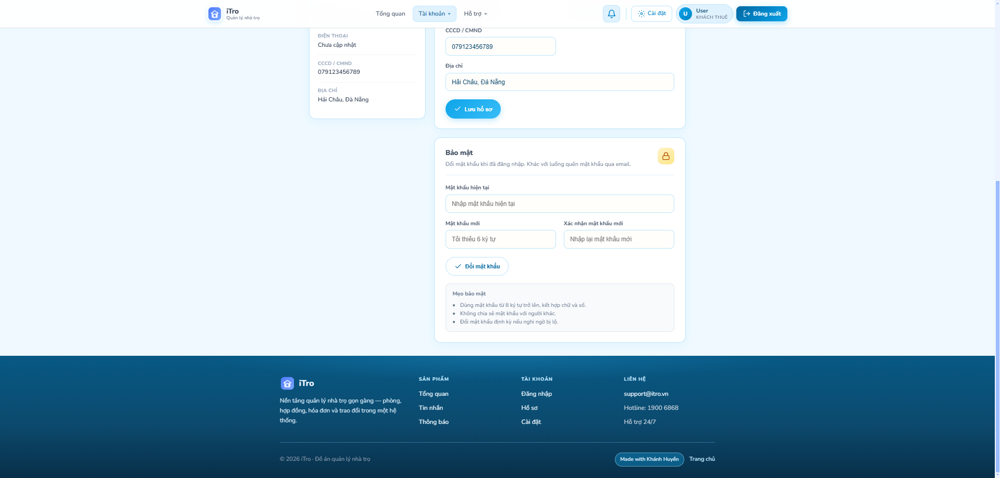 iTro
Quản lý nhà trọ
Tổng quan
Tài khoản
Hỗ trợ
Cài đặt
U
User
KHÁCH THUÊ
Đăng xuất
ĐIỆN THOẠI
Chưa cập nhật
CCCD / CMND
079123456789
ĐỊA CHỈ
Hải Châu, Đà Nẵng
CCCD / CMND
079123456789
Địa chỉ
Hải Châu, Đà Nẵng
Lưu hồ sơ
Bảo mật
Đổi mật khẩu khi đã đăng nhập. Khác với luồng quên mật khẩu qua email.
Mật khẩu hiện tại
Nhập mật khẩu hiện tại
Mật khẩu mới
Xác nhận mật khẩu mới
Tối thiểu 6 ký tự
Nhập lại mật khẩu mới
Đổi mật khẩu
Mẹo bảo mật
Dùng mật khẩu từ 8 ký tự trở lên, kết hợp chữ và số.
Không chia sẻ mật khẩu với người khác.
Đổi mật khẩu định kỳ nếu nghi ngờ bị lộ.
iTro
Nền tảng quản lý nhà trọ gọn gàng — phòng,
hợp đồng, hóa đơn và trao đổi trong một hệ
thống.
SẢN PHẨM
Tổng quan
Tin nhắn
Thông báo
TÀI KHOẢN
Đăng nhập
Hồ sơ
Cài đặt
LIÊN HỆ
support@itro.vn
Hotline: 1900 6868
Hỗ trợ 24/7
© 2026 iTro · Đồ án quản lý nhà trọ
Made with Khánh Huyền
Trang chủ